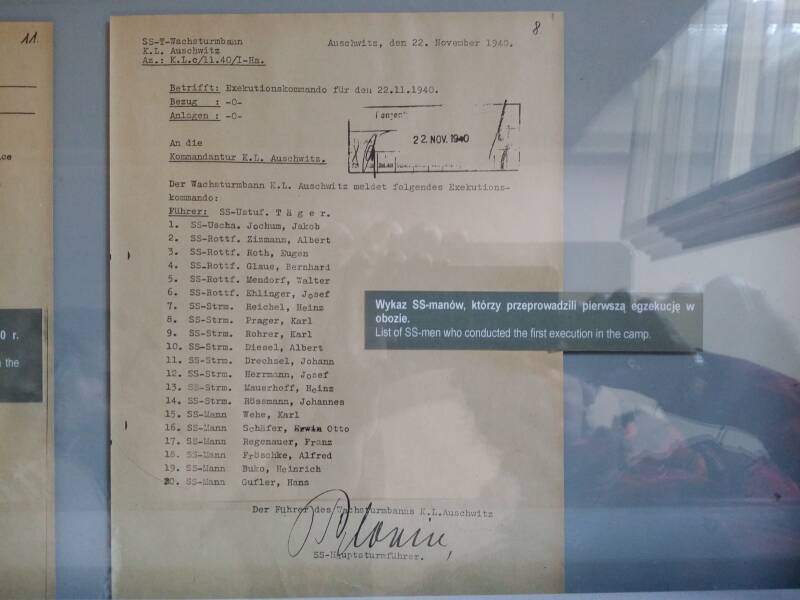 11.
8
SS-T-Wachsturmbann
K.L. Auschwitz
Az.: K.L.c/11.40/I-Ha.
Auschwitz, den 22. November 1940.
Betrifft: Exekutionskommando für den 22.11.1940.
Bezug : -0-
Anlagen : -0-
22. NOV. 1940
An die
Kommandantur K.L. Auschwitz.
Der Wachsturmbann K.L. Auschwitz meldet folgendes Exekutions-
kommando:
Führer: SS-Ustuf. T ä g e r.
1. SS-Uscha. Jochum, Jakob
2. SS-Rottf. Zizmann, Albert
3. SS-Rottf. Roth, Eugen
4. SS-Rottf. Glaue, Bernhard
5. SS-Rottf. Mendorf, Walter
6. SS-Rottf. Ehlinger, Josef
7. SS-Strm. Reichel, Heinz
8. SS-Strm. Prager, Karl
9. SS-Strm. Rohrer, Karl
10. SS-Strm. Diesel, Albert
11. SS-Strm. Drechsel, Johann
12. SS-Strm. Herrmann, Josef
13. SS-Strm. Mauerhoff, Heinz
14. SS-Strm. Rössmann, Johannes
15. SS-Mann Wehe, Karl
16. SS-Mann Schäfer, Erwin Otto
17. SS-Mann Regenauer, Franz
18. SS-Mann Fröschke, Alfred
19. SS-Mann Buko, Heinrich
20. SS-Mann Gufler, Hans
Der Führer des Wachsturmbanns K.L.Auschwitz
SS-Hauptsturmführer.
Wykaz SS-manów, którzy przeprowadzili pierwszą egzekucję w
obozie.
List of SS-men who conducted the first execution in the camp.
0 r.
the